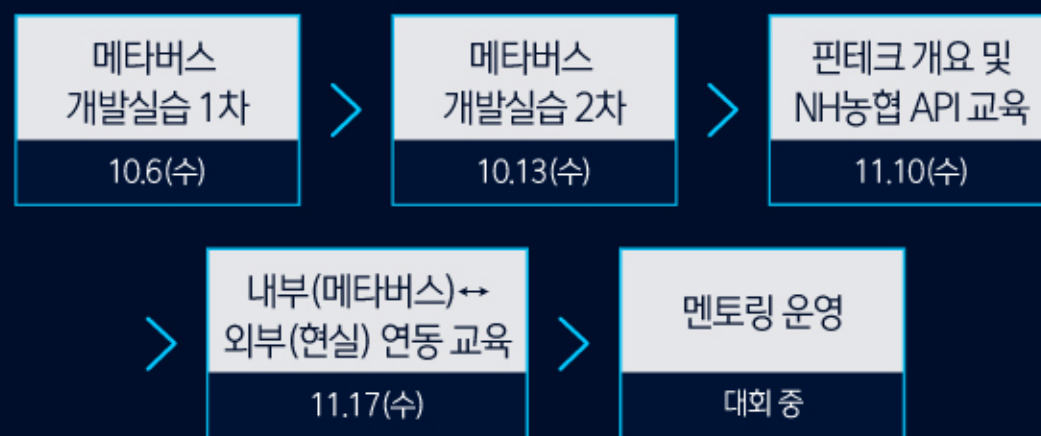 메타버스
개발실습 1차
10.6(수)
메타버스
개발실습 2차
10.13(수)
핀테크 개요 및
NH농협 API 교육
11.10(수)
내부(메타버스)↔
외부(현실) 연동 교육
11.17(수)
멘토링 운영
대회 중